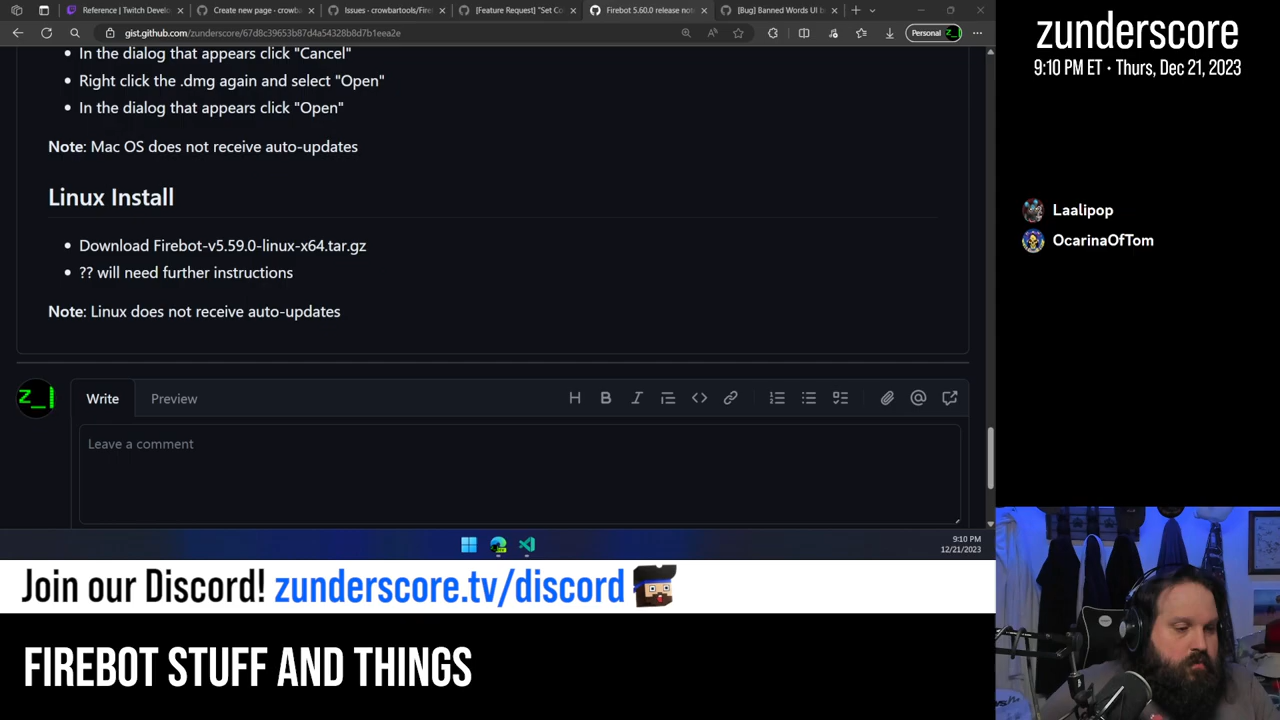 Reference | Twitch Develo
Create new page · crowba
Issues · crowbartools/Fire
[Feature Request] "Set Co
Firebot 5.60.0 release not
[Bug] Banned Words UI b
gist.github.com/zunderscore/67d8c39653b87d4a54328b8d7b1eea2e
Personal
In the dialog that appears click "Cancel"
Right click the .dmg again and select "Open"
In the dialog that appears click "Open"
Note: Mac OS does not receive auto-updates
Linux Install
Download Firebot-v5.59.0-linux-x64.tar.gz
?? will need further instructions
Note: Linux does not receive auto-updates
z_
Write
Preview
Leave a comment
9:10 PM
12/21/2023
zunderscore
9:10 PM ET • Thurs, Dec 21, 2023
Laalipop
OcarinaOfTom
Join our Discord! zunderscore.tv/discord
FIREBOT STUFF AND THINGS